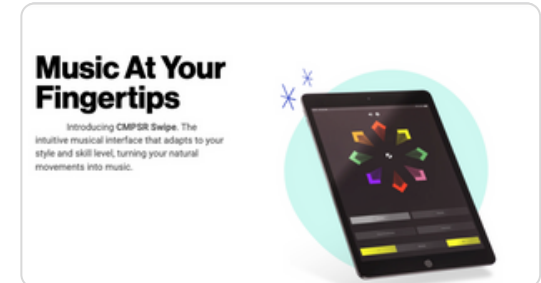 Music At Your
Fingertips
Introducing CMPSR Swipe. The
intuitive musical interface that adapts to your
style and skill level, turning your natural
movements into music.